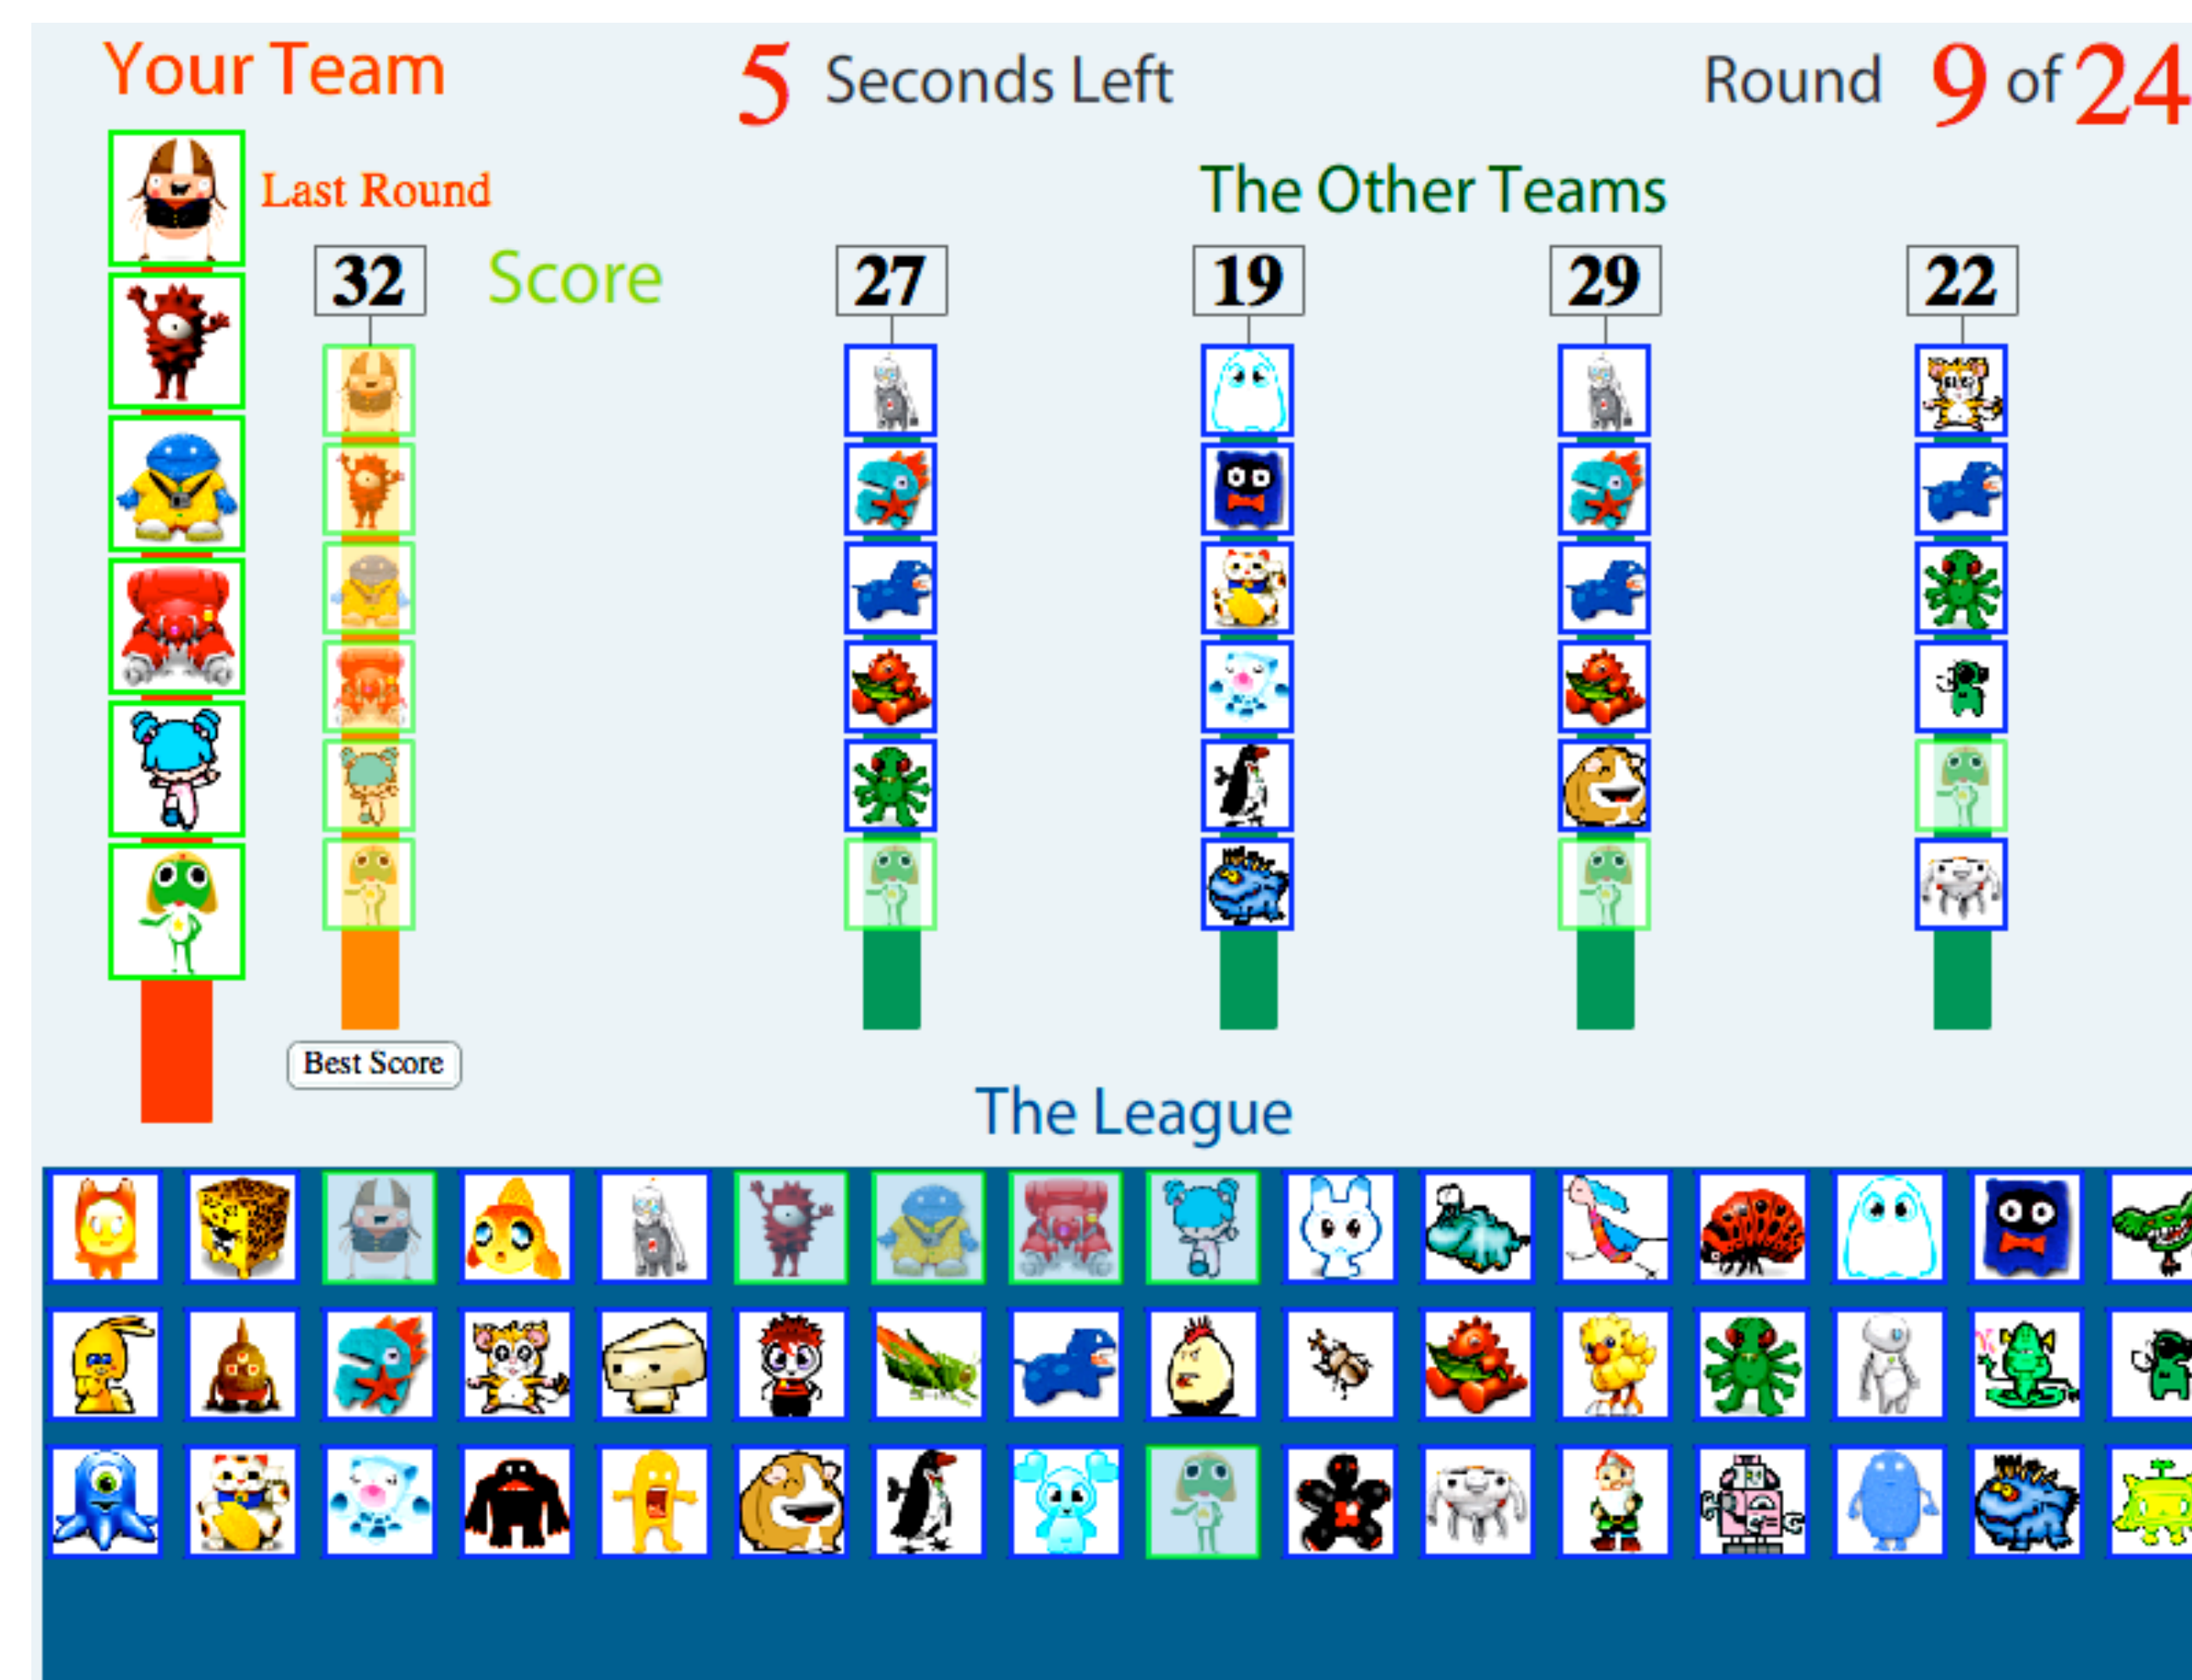 Your Team
5 Seconds Left
Round 9 of 24
Last Round
The Other Teams
32 Score 27 19 29 22
Best Score
The League